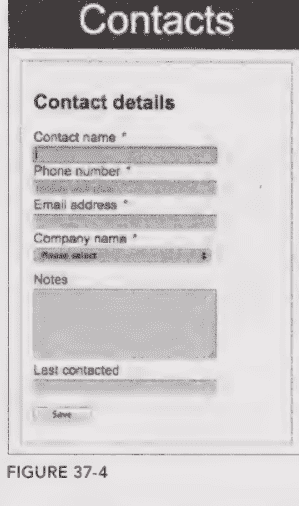 Contacts
Contact details
Contact name *
Phone number *
Email address *
Company name *
Please select
Notes
Last contacted
Save
FIGURE 37-4